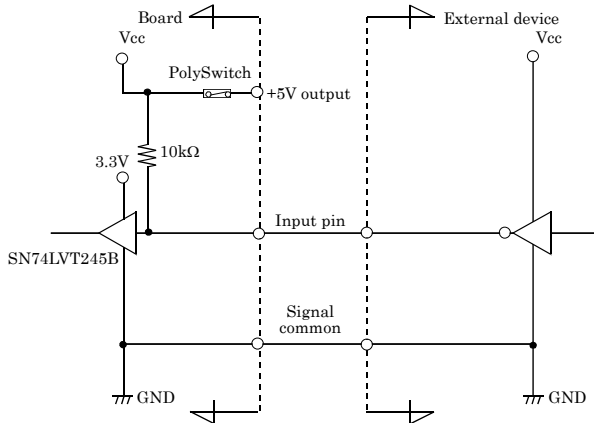 Board
External device
Vcc
Vcc
PolySwitch
+5V output
10kΩ
3.3V
Input pin
SN74LVT245B
Signal
common
GND
GND